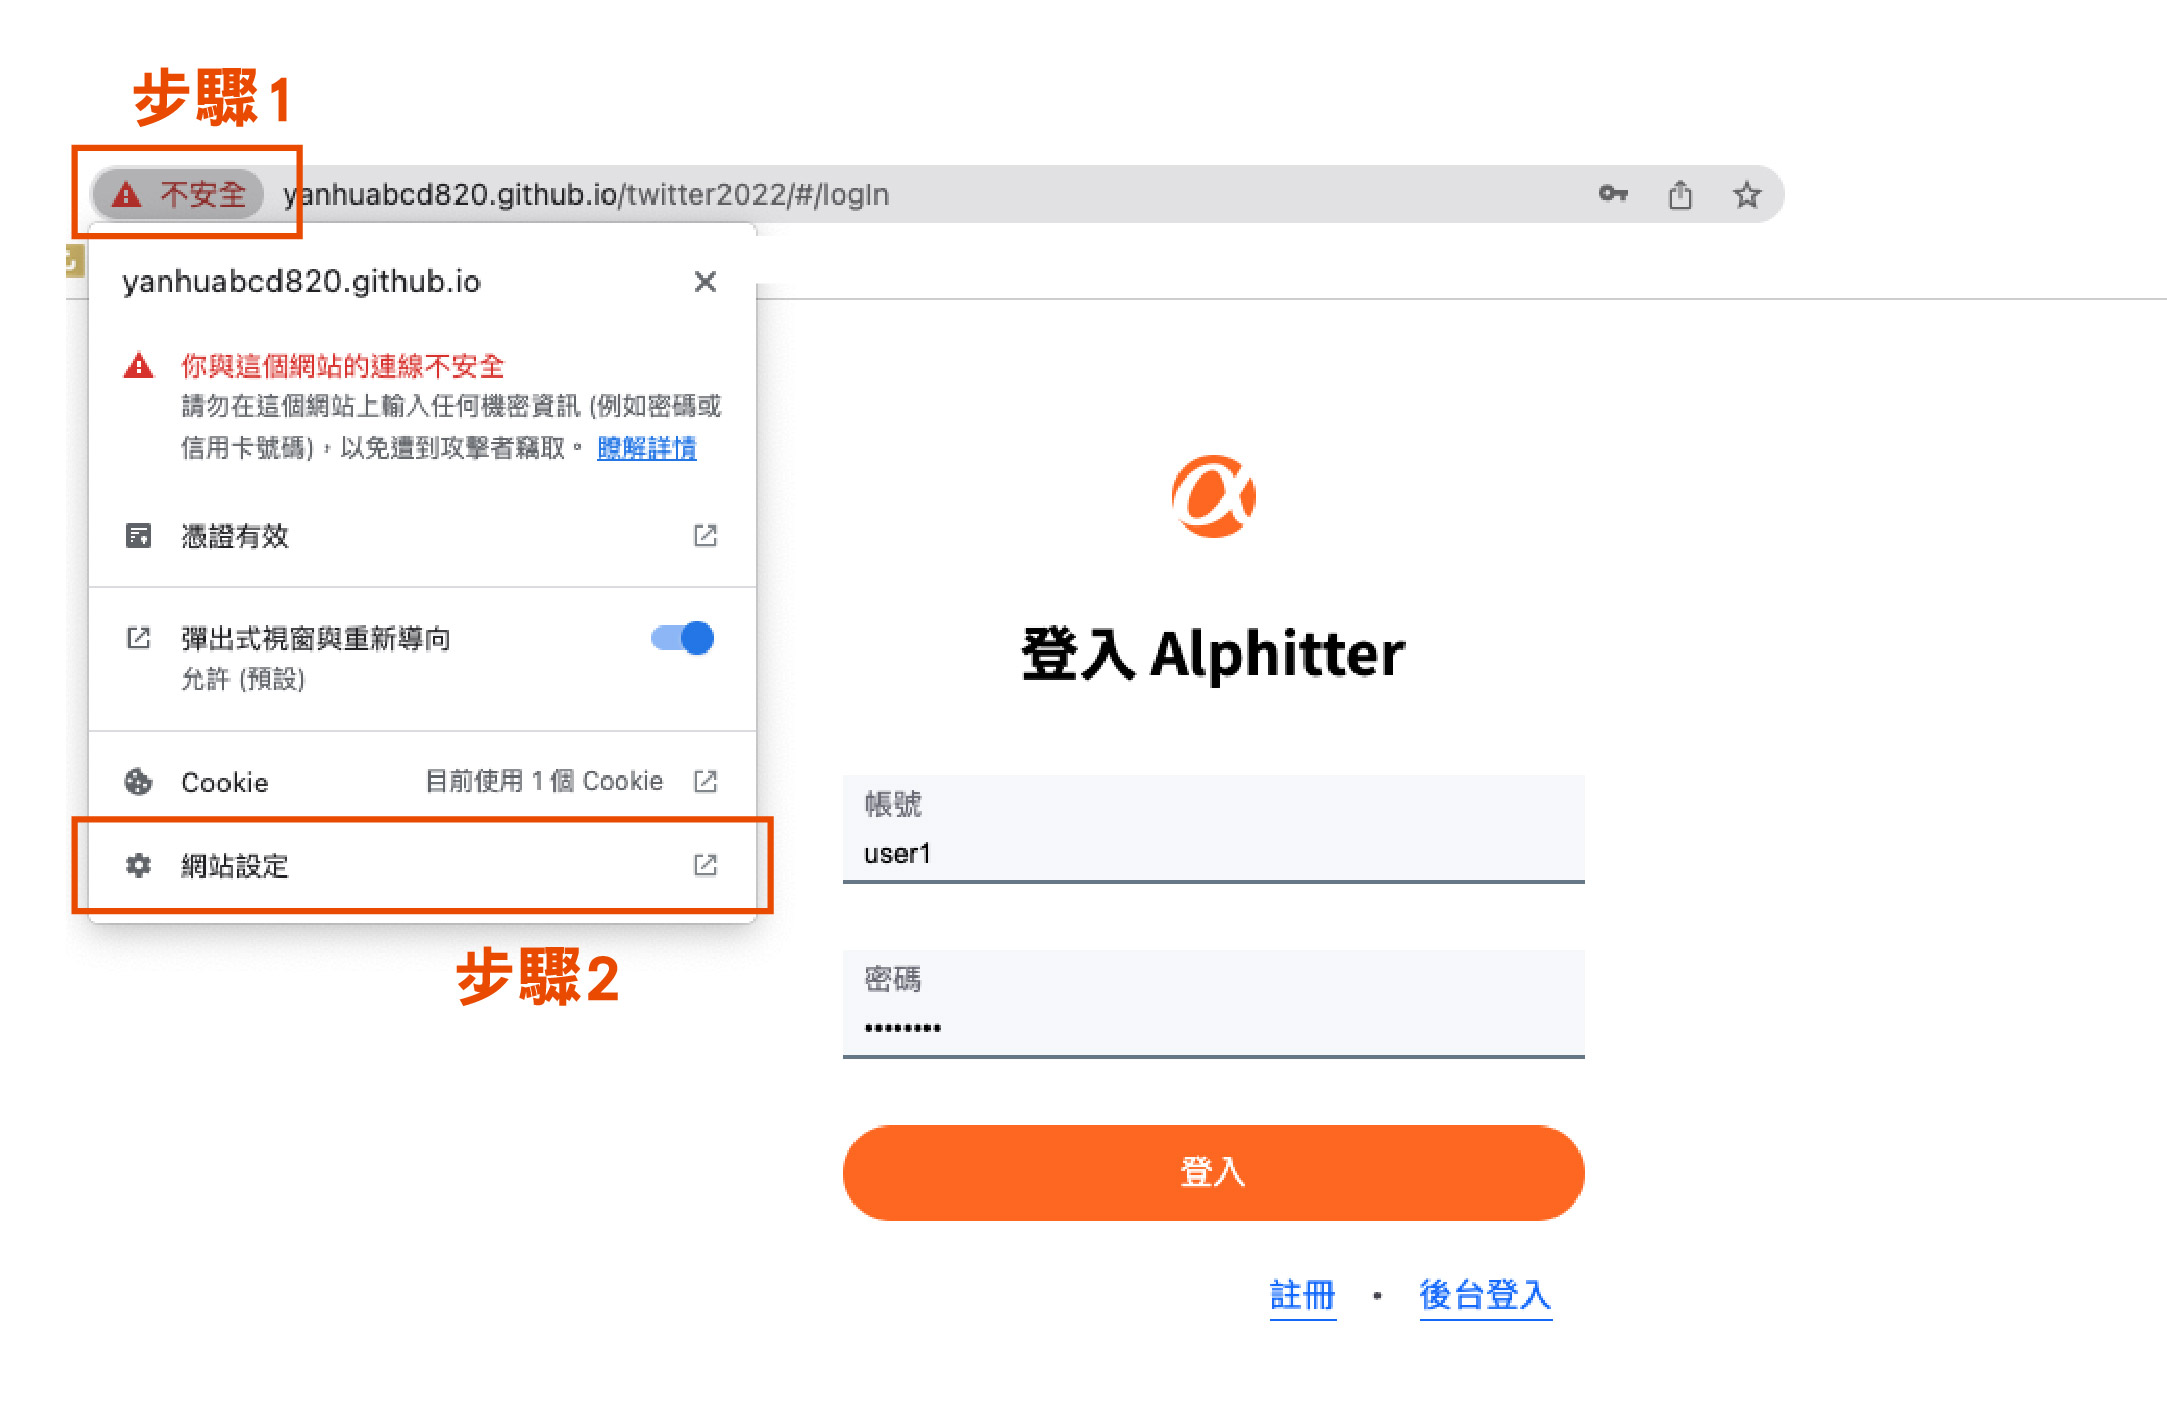 步驟1
不安全 yanhuabcd820.github.io/twitter2022/#/logIn
yanhuabcd820.github.io
你與這個網站的連線不安全
請勿在這個網站上輸入任何機密資訊 (例如密碼或
信用卡號碼)，以免遭到攻擊者竊取。 瞭解詳情
憑證有效
彈出式視窗與重新導向
允許 (預設)
Cookie 目前使用 1 個 Cookie
網站設定
步驟2
登入 Alphitter
帳號
user1
密碼
••••••••
登入
註冊 · 後台登入